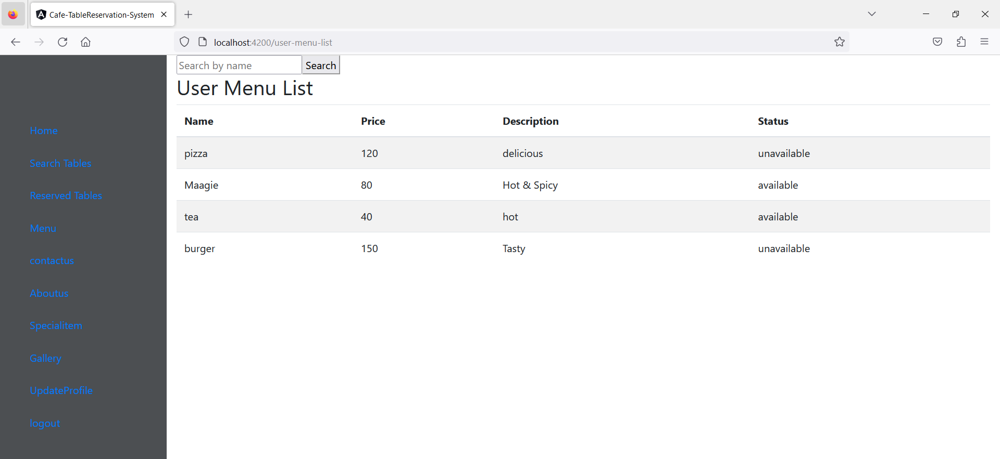 Cafe-TableReservation-System
localhost:4200/user-menu-list
Home
Search Tables
Reserved Tables
Menu
contactus
Aboutus
Specialitem
Gallery
UpdateProfile
logout
Search by name Search
User Menu List
Name Price Description Status
pizza 120 delicious unavailable
Maagie 80 Hot & Spicy available
tea 40 hot available
burger 150 Tasty unavailable